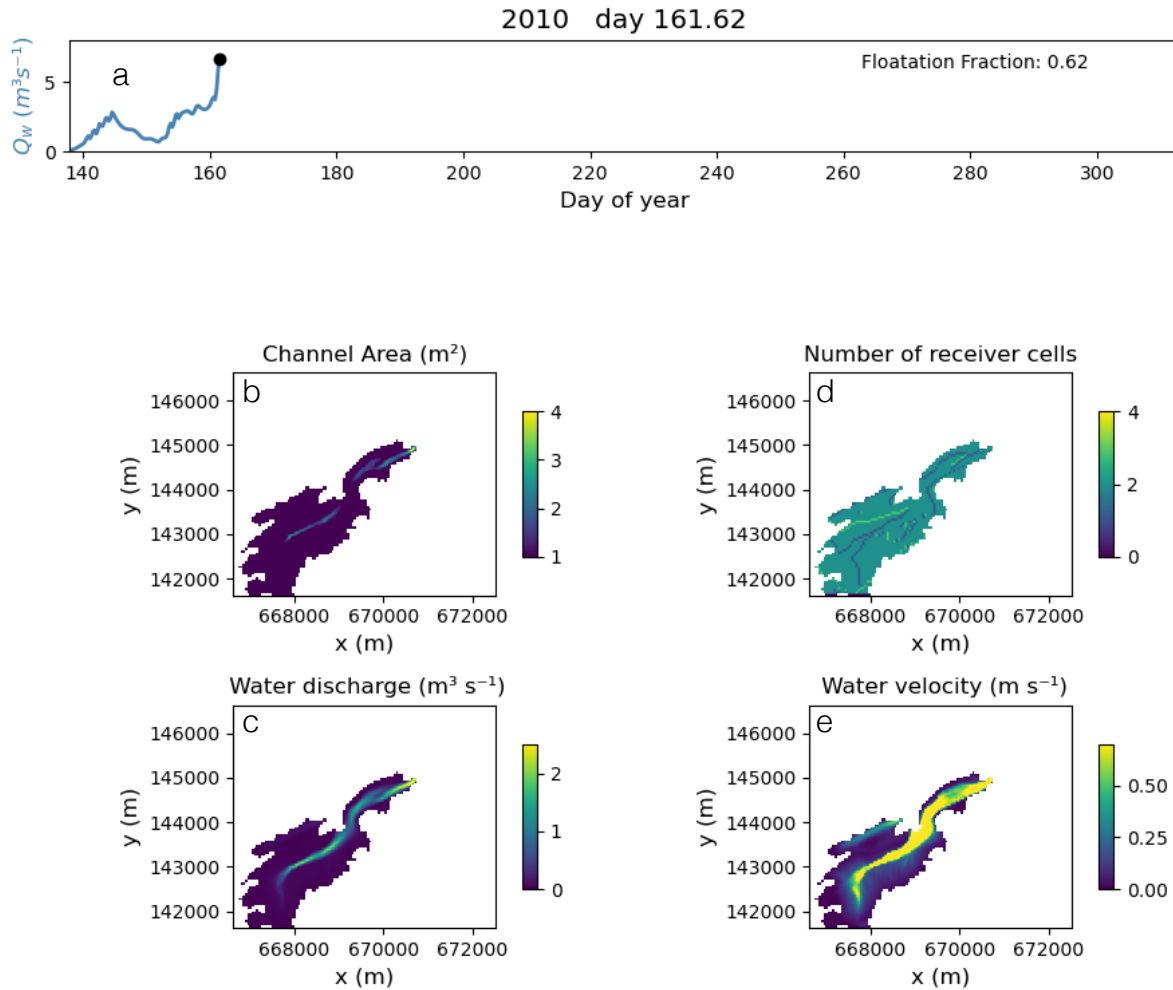 2010   day 161.62
Q_W (m³s⁻¹)
a
Floatation Fraction: 0.62
5
0
140 160 180 200 220 240 260 280 300
Day of year
Channel Area (m²)
b
146000
145000
144000
143000
142000
y (m)
668000 670000 672000
x (m)
4
3
2
1
Number of receiver cells
d
146000
145000
144000
143000
142000
y (m)
668000 670000 672000
x (m)
4
2
0
Water discharge (m³ s⁻¹)
c
146000
145000
144000
143000
142000
y (m)
668000 670000 672000
x (m)
2
1
0
Water velocity (m s⁻¹)
e
146000
145000
144000
143000
142000
y (m)
668000 670000 672000
x (m)
0.50
0.25
0.00